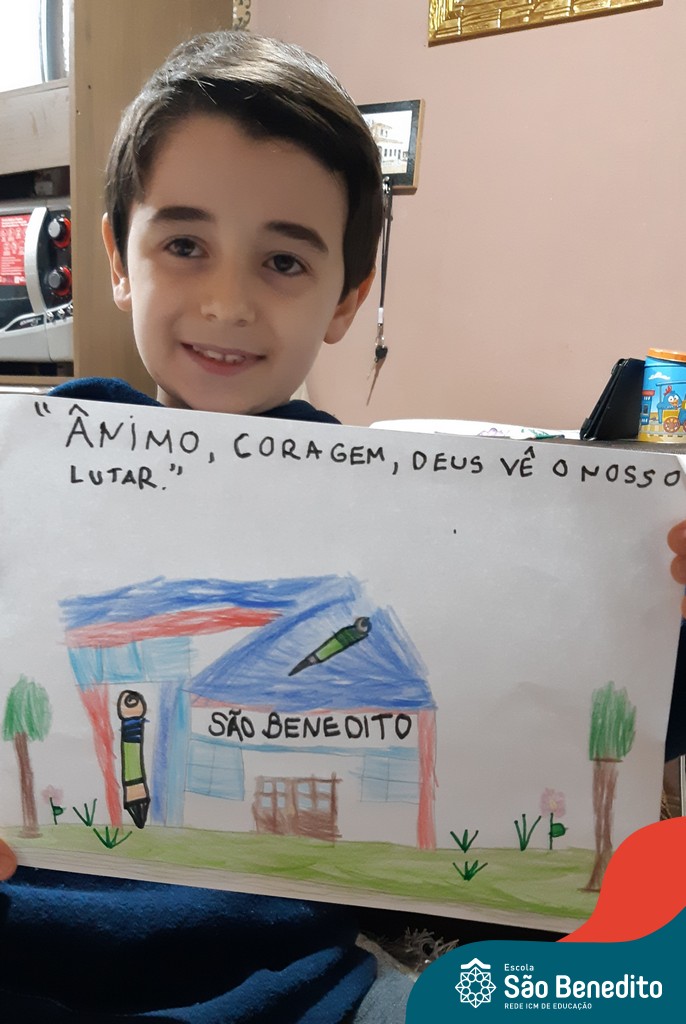 "ÂNIMO, CORAGEM, DEUS VÊ O NOSSO
LUTAR."
SÃO BENEDITO
Escola
São Benedito
REDE ICM DE EDUCAÇÃO